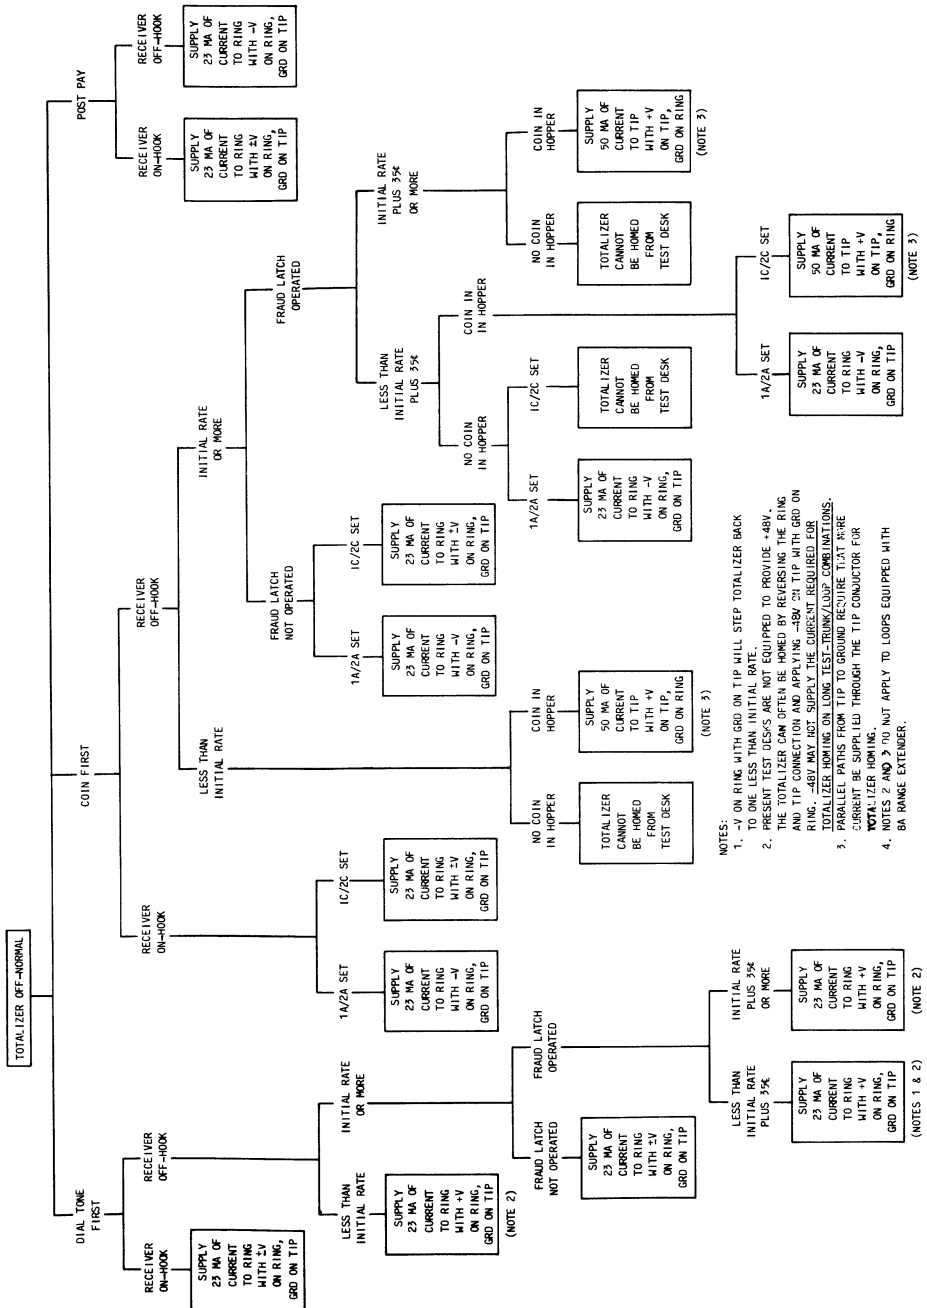 TOTALIZER OFF-NORMAL
DIAL TONE
FIRST
RECEIVER
ON-HOOK
SUPPLY
23 MA OF
CURRENT
TO RING
WITH ±V
ON RING,
GRD ON TIP
RECEIVER
OFF-HOOK
LESS THAN
INITIAL RATE
SUPPLY
23 MA OF
CURRENT
TO RING
WITH +V
ON RING,
GRD ON TIP
(NOTE 2)
INITIAL RATE
OR MORE
FRAUD LATCH
NOT OPERATED
SUPPLY
23 MA OF
CURRENT
TO RING
WITH ±V
ON RING,
GRD ON TIP
FRAUD LATCH
OPERATED
LESS THAN
INITIAL RATE
PLUS 35¢
SUPPLY
23 MA OF
CURRENT
TO RING
WITH +V
ON RING,
GRD ON TIP
(NOTES 1 & 2)
INITIAL RATE
PLUS 35¢
OR MORE
SUPPLY
23 MA OF
CURRENT
TO RING
WITH +V
ON RING,
GRD ON TIP
(NOTE 2)
COIN FIRST
RECEIVER
ON-HOOK
1A/2A SET
SUPPLY
23 MA OF
CURRENT
TO RING
WITH -V
ON RING,
GRD ON TIP
1C/2C SET
SUPPLY
23 MA OF
CURRENT
TO RING
WITH ±V
ON RING,
GRD ON TIP
RECEIVER
OFF-HOOK
LESS THAN
INITIAL RATE
NO COIN
IN HOPPER
TOTALIZER
CANNOT
BE HOMED
FROM
TEST DESK
COIN IN
HOPPER
SUPPLY
50 MA OF
CURRENT
TO TIP
WITH +V
ON TIP,
GRD ON RING
(NOTE 3)
INITIAL RATE
OR MORE
FRAUD LATCH
NOT OPERATED
1A/2A SET
SUPPLY
23 MA OF
CURRENT
TO RING
WITH -V
ON RING,
GRD ON TIP
1C/2C SET
SUPPLY
23 MA OF
CURRENT
TO RING
WITH ±V
ON RING,
GRD ON TIP
FRAUD LATCH
OPERATED
LESS THAN
INITIAL RATE
PLUS 35¢
NO COIN
IN HOPPER
1A/2A SET
SUPPLY
23 MA OF
CURRENT
TO RING
WITH -V
ON RING,
GRD ON TIP
1C/2C SET
TOTALIZER
CANNOT
BE HOMED
FROM
TEST DESK
COIN IN
IN HOPPER
1A/2A SET
SUPPLY
23 MA OF
CURRENT
TO RING
WITH -V
ON RING,
GRD ON TIP
1C/2C SET
SUPPLY
50 MA OF
CURRENT
TO TIP
WITH +V
ON TIP,
GRD ON RING
(NOTE 3)
INITIAL RATE
PLUS 35¢
OR MORE
NO COIN
IN HOPPER
TOTALIZER
CANNOT
BE HOMED
FROM
TEST DESK
COIN IN
HOPPER
SUPPLY
50 MA OF
CURRENT
TO TIP
WITH +V
ON TIP,
GRD ON RING
(NOTE 3)
POST PAY
RECEIVER
ON-HOOK
SUPPLY
23 MA OF
CURRENT
TO RING
WITH ±V
ON RING,
GRD ON TIP
RECEIVER
OFF-HOOK
SUPPLY
23 MA OF
CURRENT
TO RING
WITH -V
ON RING,
GRD ON TIP
NOTES:
1. -V ON RING WITH GRD ON TIP WILL STEP TOTALIZER BACK
TO ONE LESS THAN INITIAL RATE.
2. PRESENT TEST DESKS ARE NOT EQUIPPED TO PROVIDE +48V.
THE TOTALIZER CAN OFTEN BE HOMED BY REVERSING THE RING
AND TIP CONNECTION AND APPLYING -48V ON TIP WITH GRD ON
RING. -48V MAY NOT SUPPLY THE CURRENT REQUIRED FOR
TOTALIZER HOMING ON LONG TEST-TRUNK/LOOP COMBINATIONS.
3. PARALLEL PATHS FROM TIP TO GROUND REQUIRE THAT MORE
CURRENT BE SUPPLIED THROUGH THE TIP CONDUCTOR FOR
TOTALIZER HOMING.
4. NOTES 2 AND 3 DO NOT APPLY TO LOOPS EQUIPPED WITH
8A RANGE EXTENDER.